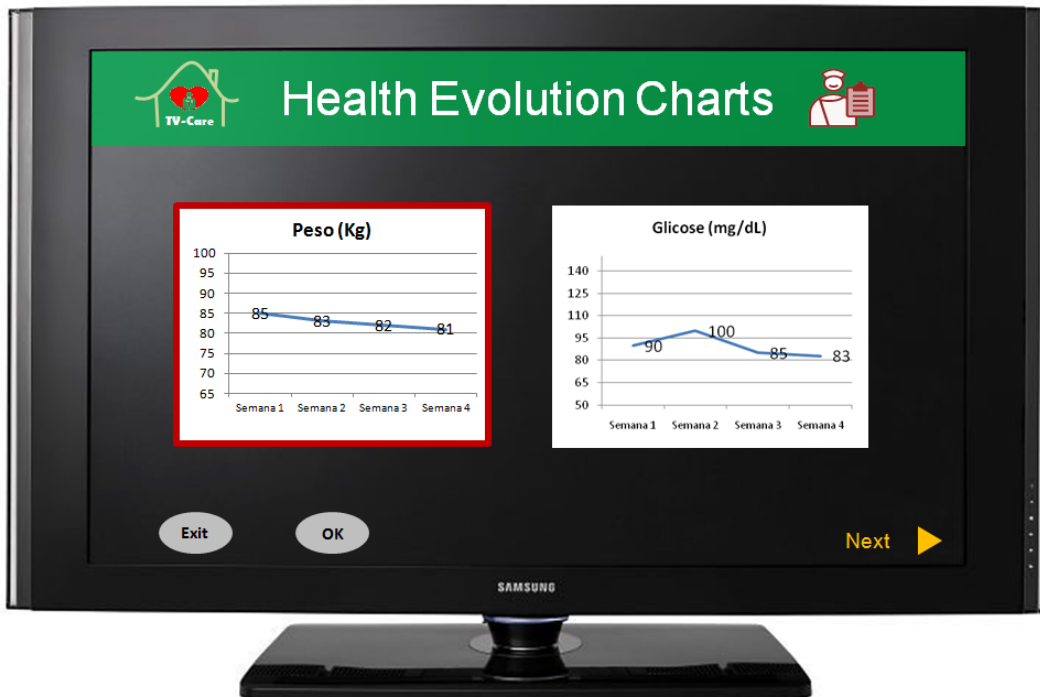 TV-Care
Health Evolution Charts
Peso (Kg)
100
95
90
85
80
75
70
65
85
83
82
81
Semana 1 Semana 2 Semana 3 Semana 4
Glicose (mg/dL)
140
125
110
95
80
65
50
90
100
85
83
Semana 1 Semana 2 Semana 3 Semana 4
Exit
OK
Next
SAMSUNG